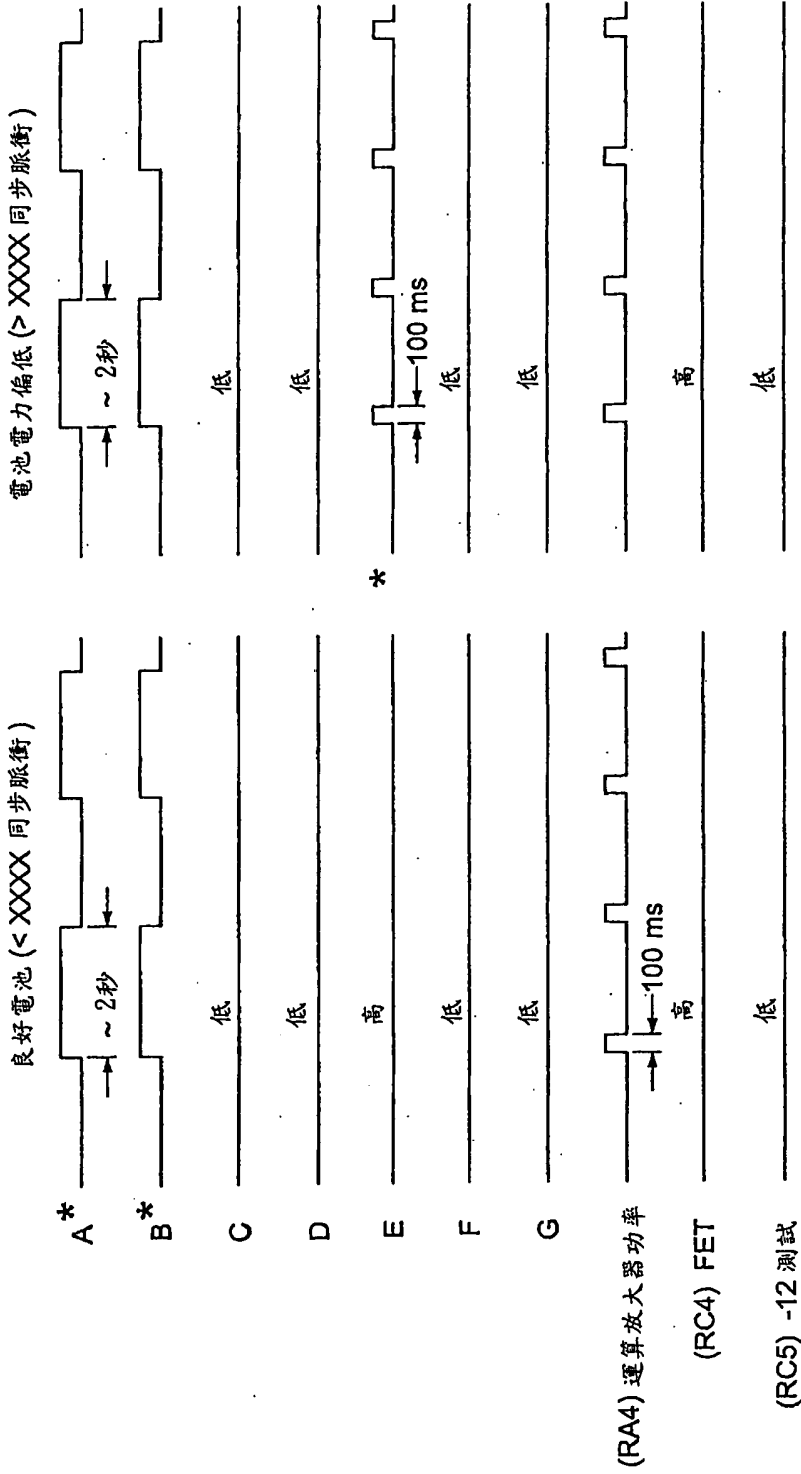 良好電池 (< XXXX 同步脈衝)
電池電力偏低 (> XXXX 同步脈衝)
A*
~ 2秒
~ 2秒
B*
C
低
低
D
低
低
E
高
*
100 ms
F
低
低
G
低
低
(RA4) 運算放大器功率
100 ms
(RC4) FET
高
高
(RC5) -12 測試
低
低